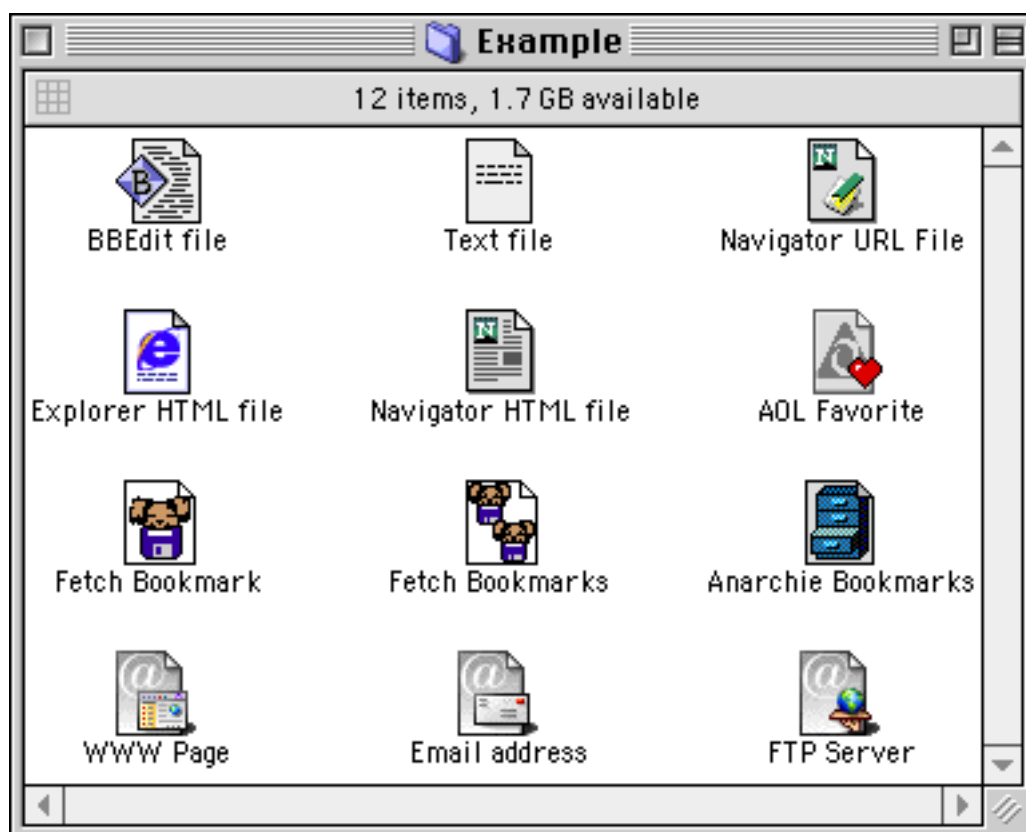 Example
12 items, 1.7 GB available
BBEdit file
Text file
Navigator URL File
Explorer HTML file
Navigator HTML file
AOL Favorite
Fetch Bookmark
Fetch Bookmarks
Anarchie Bookmarks
WWW Page
Email address
FTP Server